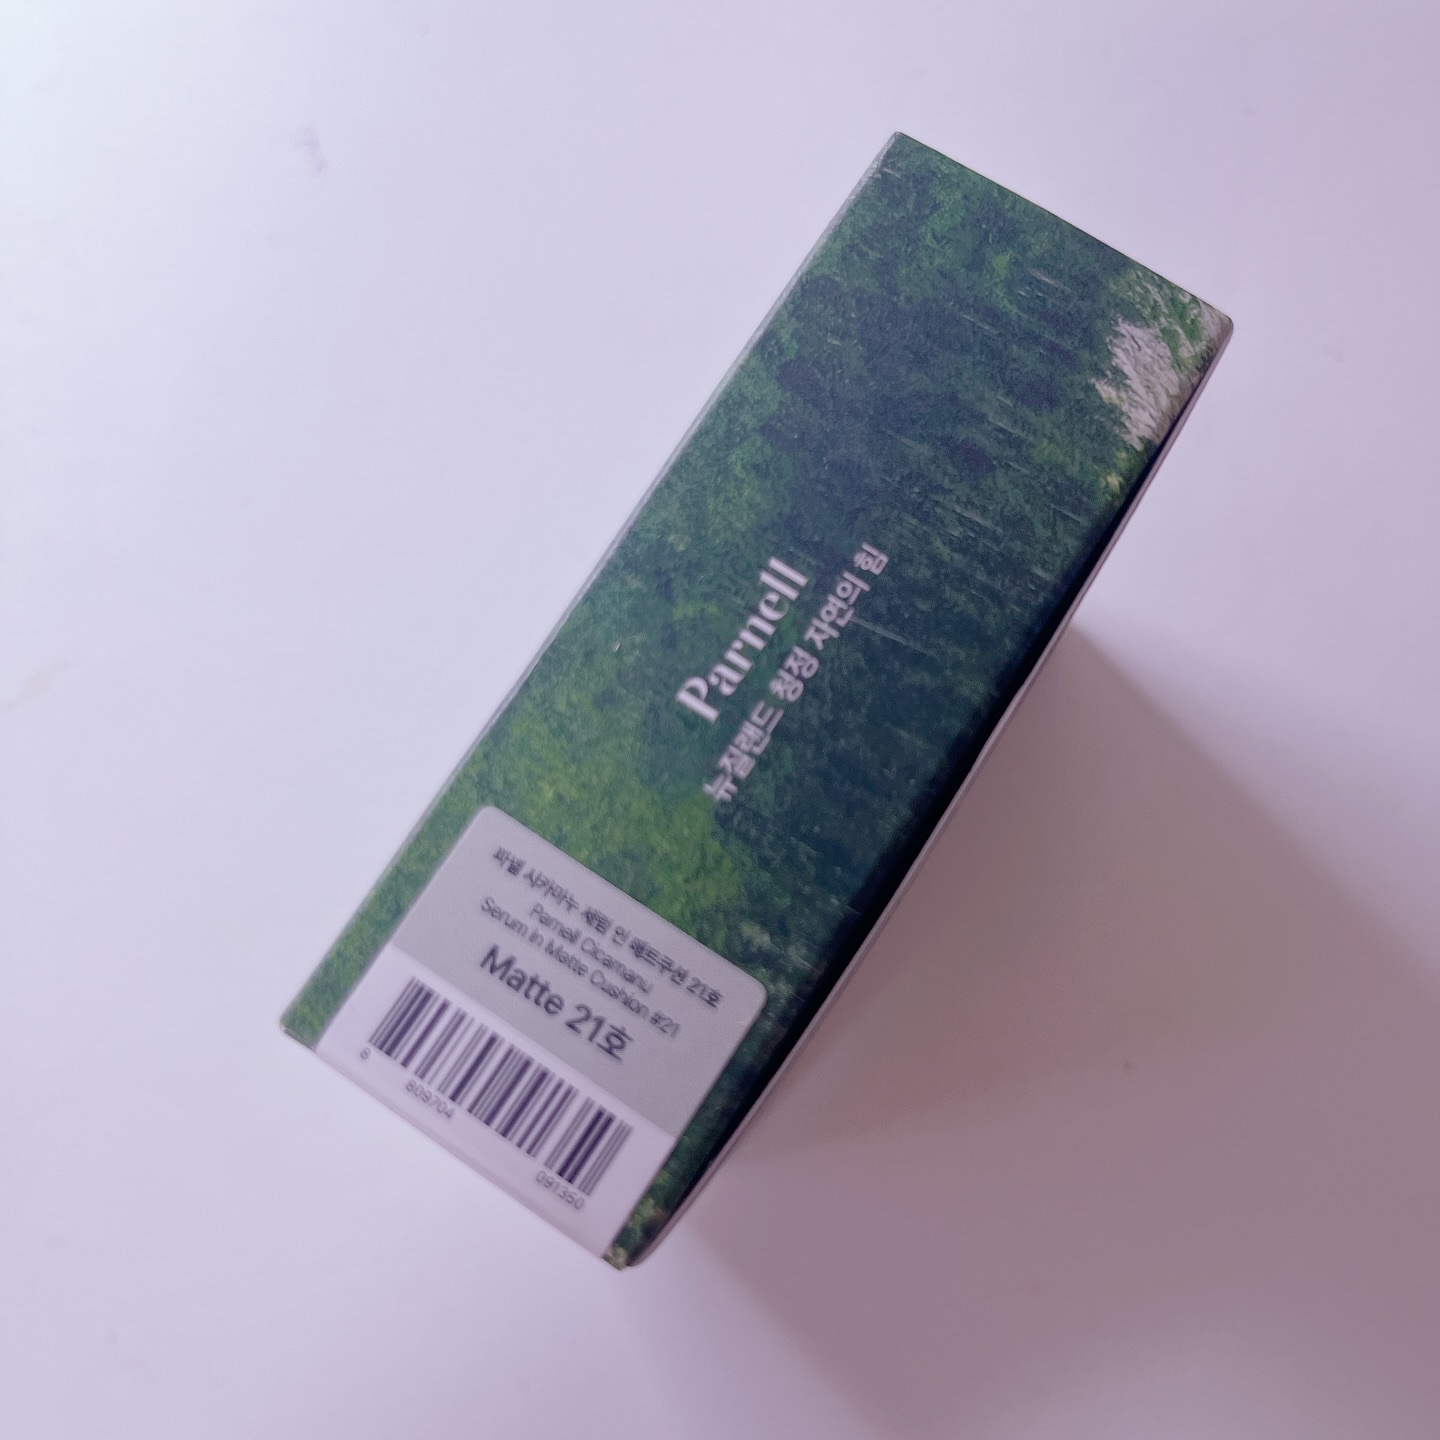 Parnell
뉴질랜드 청정 자연의 힘
파넬 시카마누 세럼 인 매트쿠션 21호
Parnell Cicamanu
Serum In Matte Cushion #21
Matte 21호
8 809704 091350